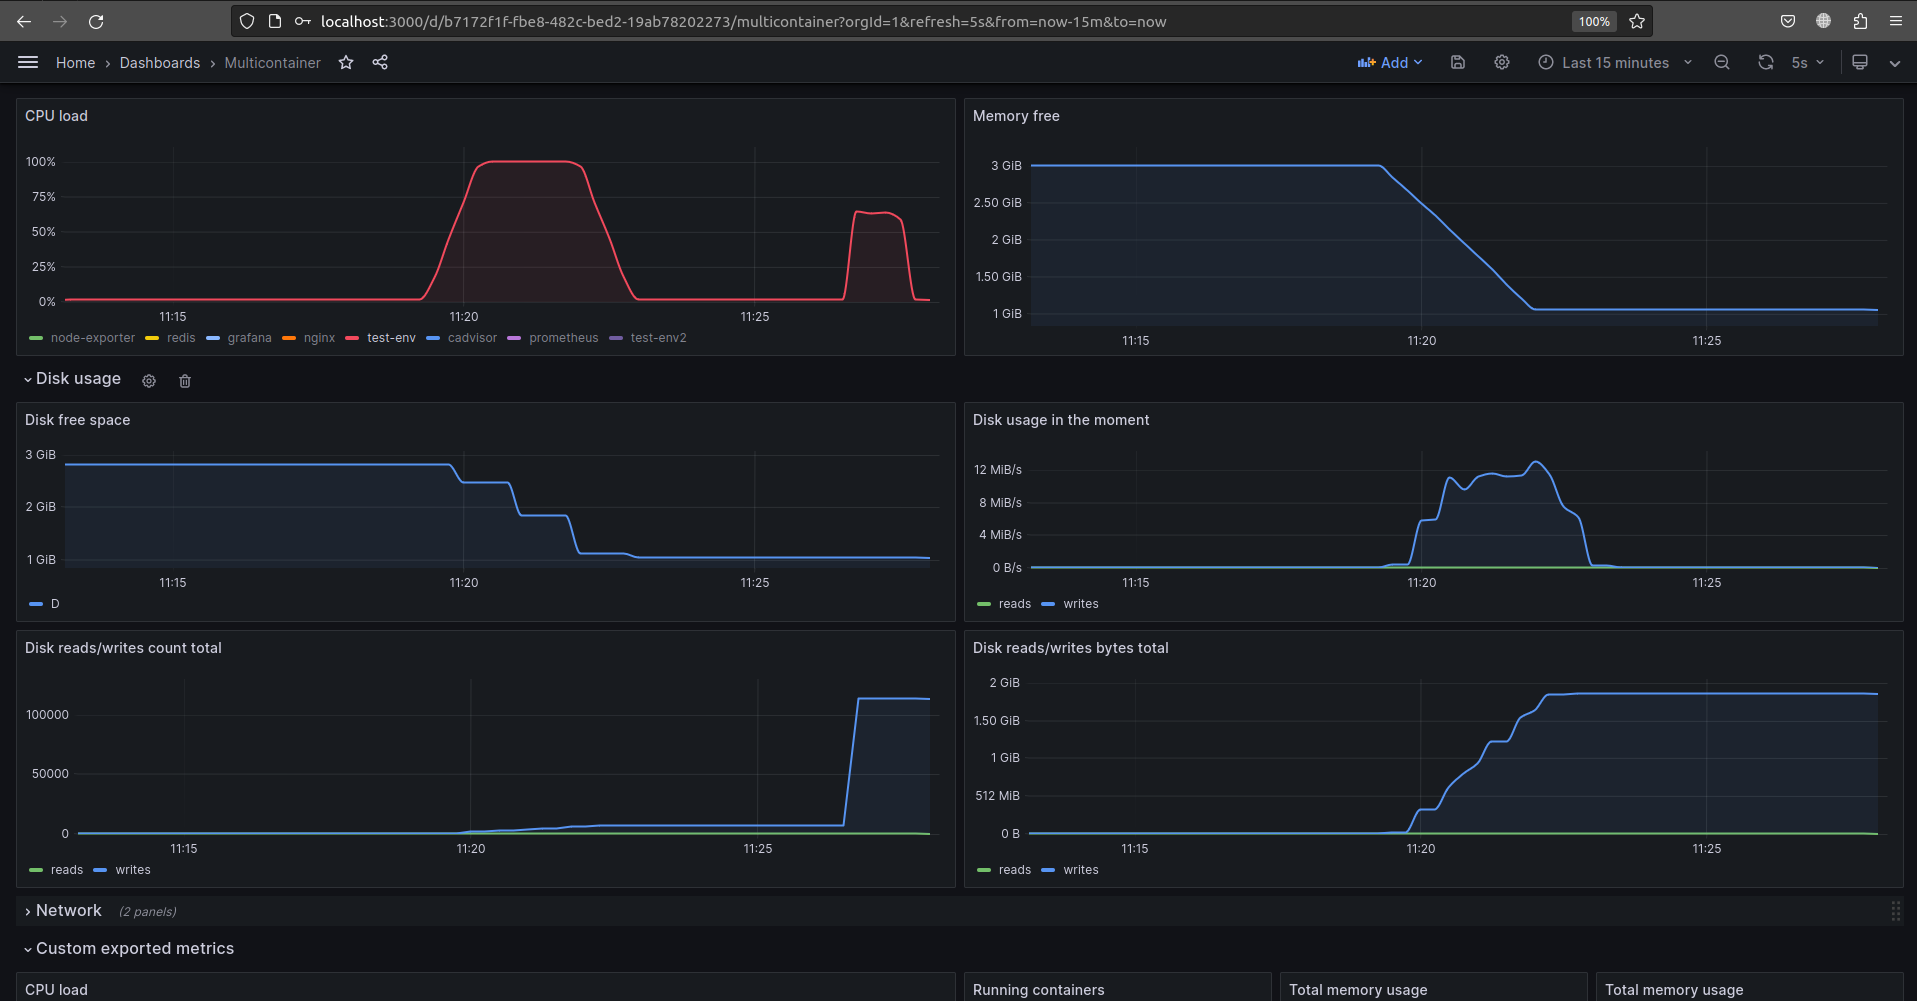 localhost:3000/d/b7172f1f-fbe8-482c-bed2-19ab78202273/multicontainer?orgId=1&refresh=5s&from=now-15m&to=now 100%
Home › Dashboards › Multicontainer Add Last 15 minutes 5s
CPU load
100%
75%
50%
25%
0%
11:15 11:20 11:25
node-exporter redis grafana nginx test-env cadvisor prometheus test-env2
Memory free
3 GiB
2.50 GiB
2 GiB
1.50 GiB
1 GiB
11:15 11:20 11:25
Disk usage
Disk free space
3 GiB
2 GiB
1 GiB
11:15 11:20 11:25
D
Disk usage in the moment
12 MiB/s
8 MiB/s
4 MiB/s
0 B/s
11:15 11:20 11:25
reads writes
Disk reads/writes count total
100000
50000
0
11:15 11:20 11:25
reads writes
Disk reads/writes bytes total
2 GiB
1.50 GiB
1 GiB
512 MiB
0 B
11:15 11:20 11:25
reads writes
Network (2 panels)
Custom exported metrics
CPU load
Running containers
Total memory usage
Total memory usage